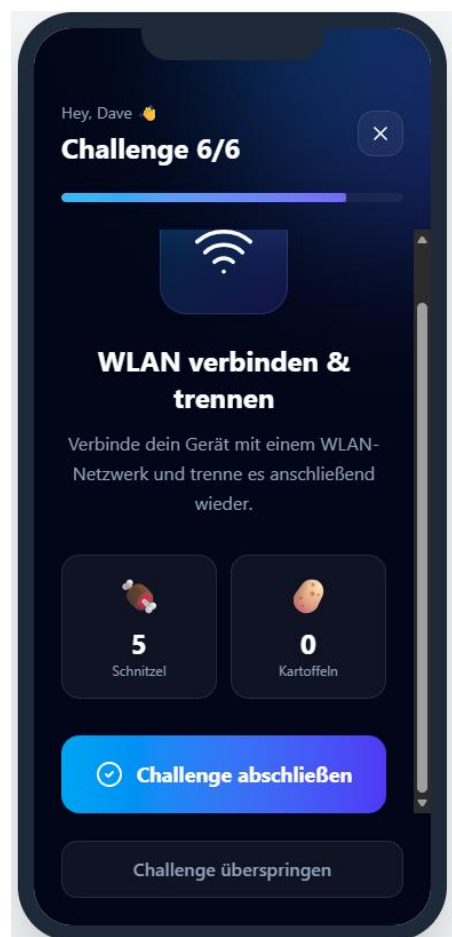 Hey, Dave 👋
Challenge 6/6
WLAN verbinden &
trennen
Verbinde dein Gerät mit einem WLAN-
Netzwerk und trenne es anschließend
wieder.
5
Schnitzel
0
Kartoffeln
Challenge abschließen
Challenge überspringen